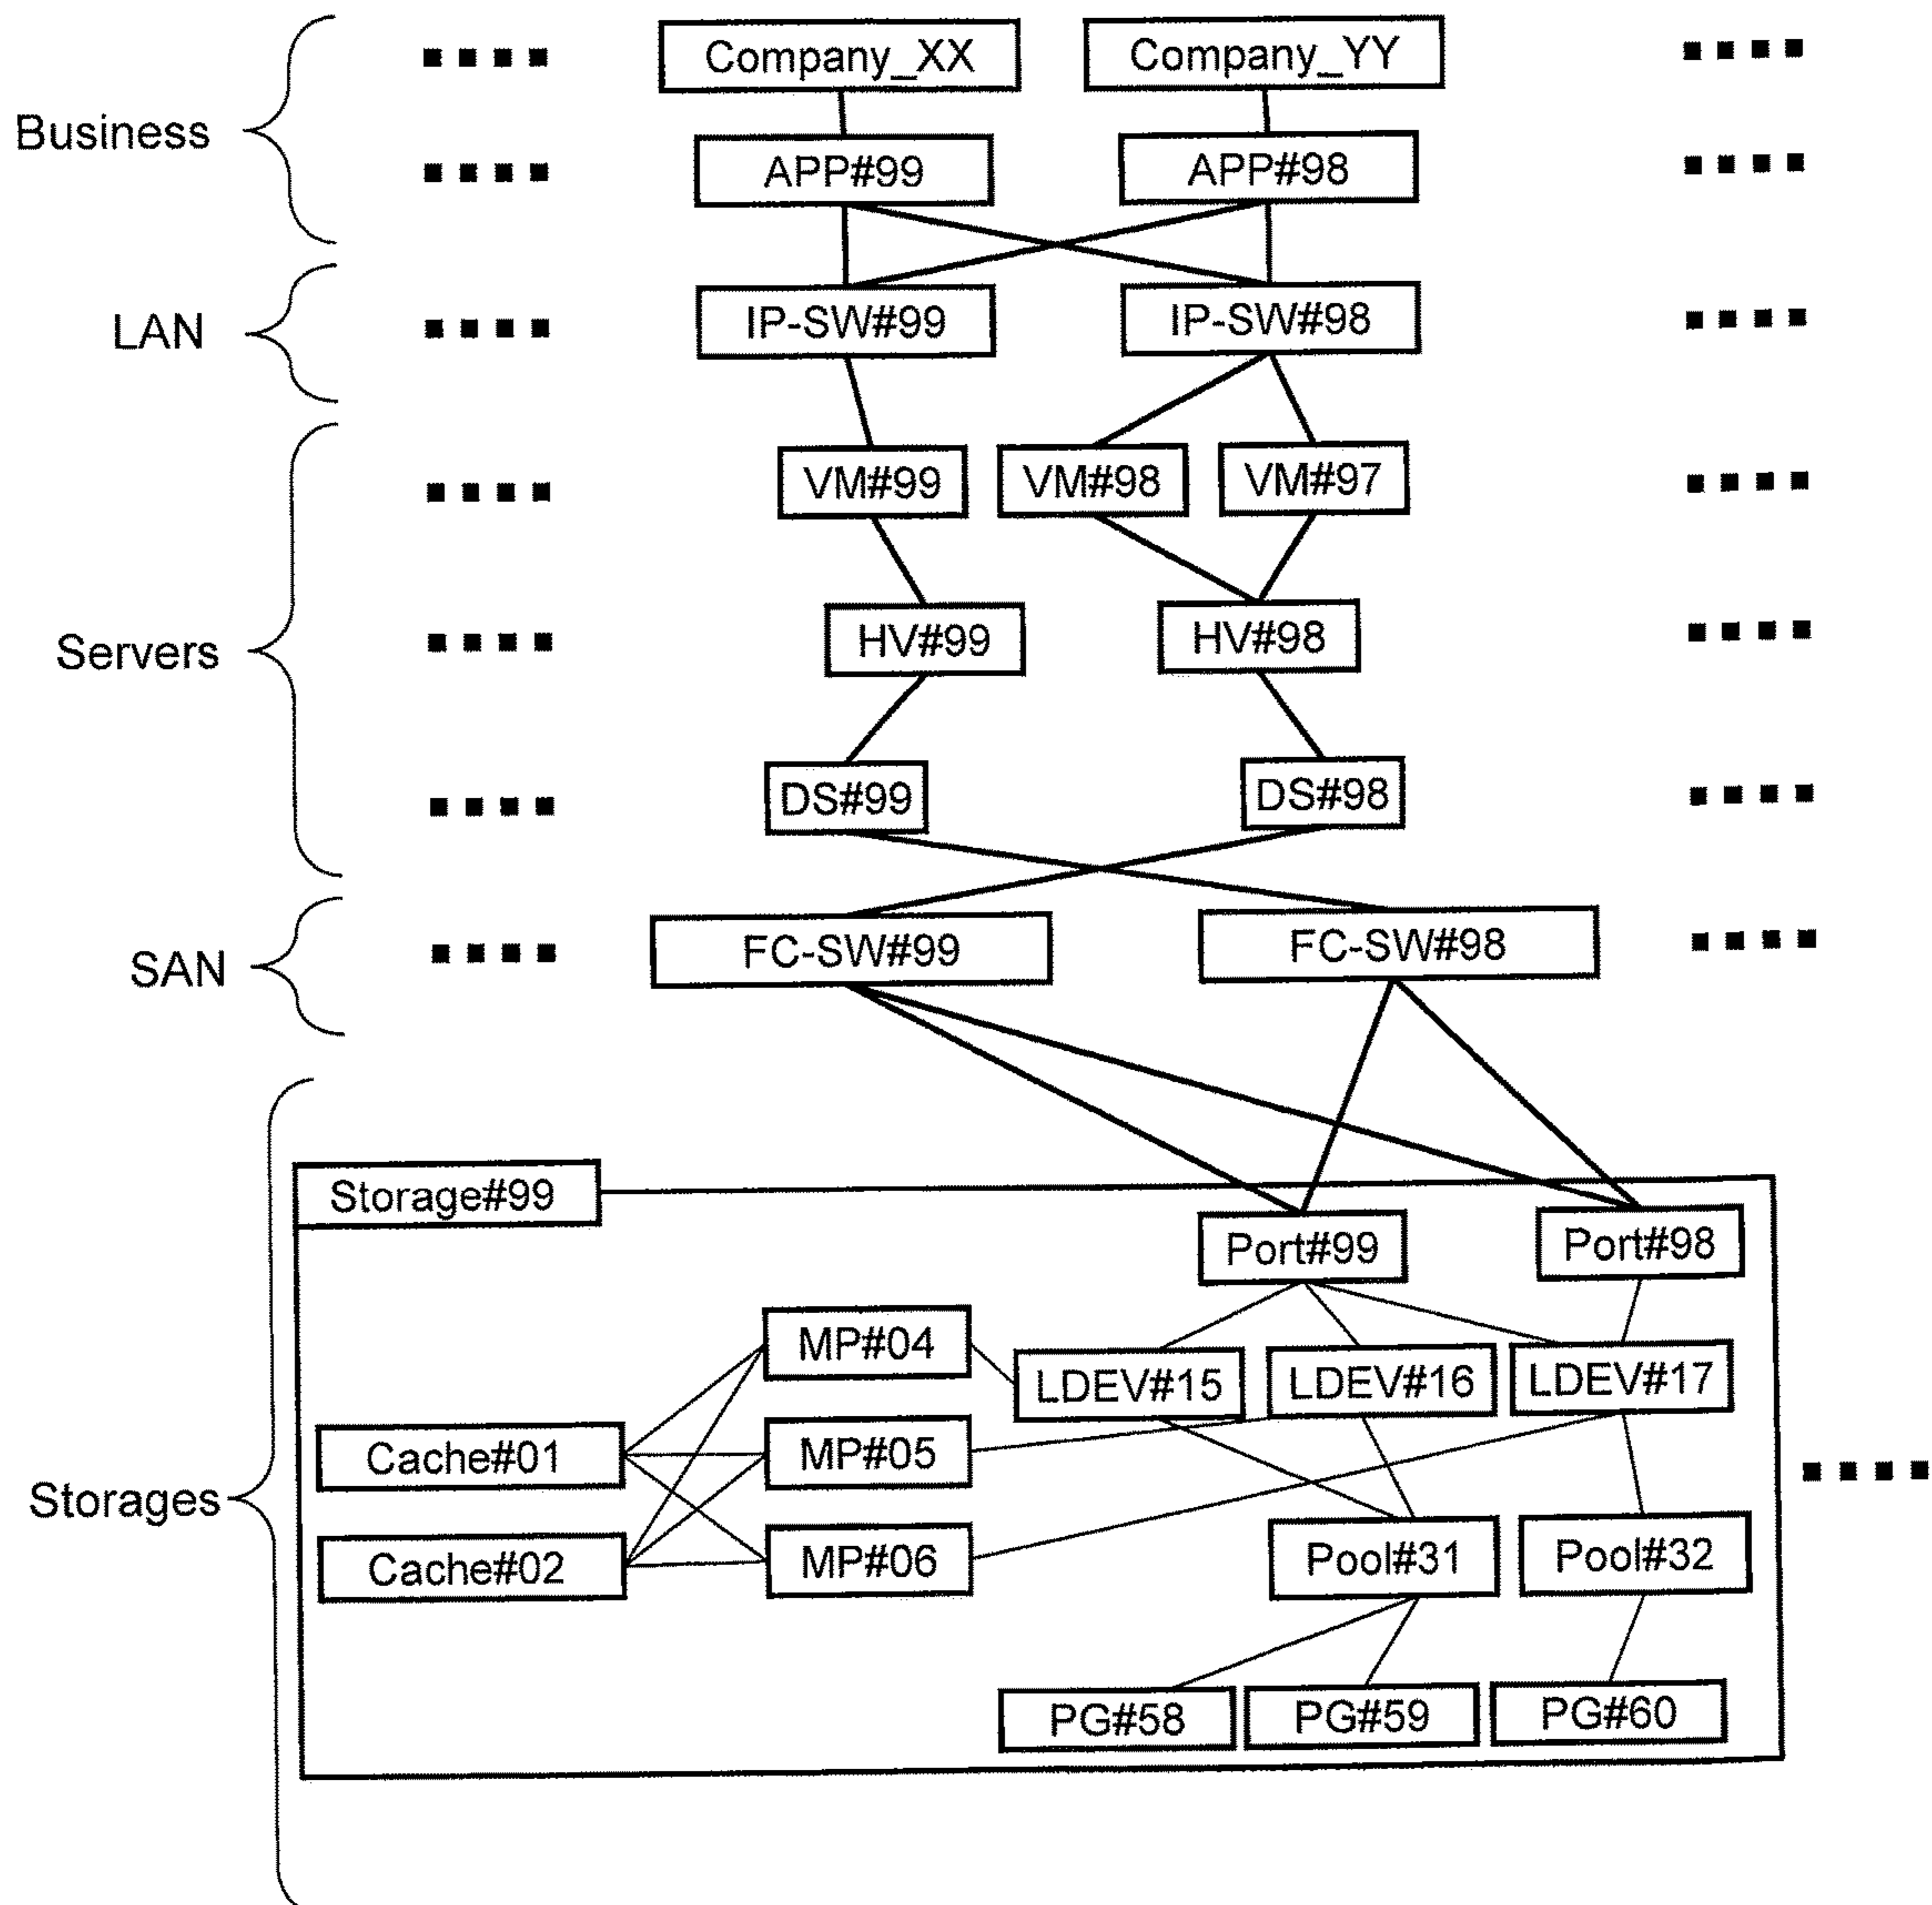 Business
Company_XX
Company_YY
APP#99
APP#98
LAN
IP-SW#99
IP-SW#98
Servers
VM#99
VM#98
VM#97
HV#99
HV#98
DS#99
DS#98
SAN
FC-SW#99
FC-SW#98
Storages
Storage#99
Port#99
Port#98
MP#04
LDEV#15
LDEV#16
LDEV#17
Cache#01
MP#05
Cache#02
MP#06
Pool#31
Pool#32
PG#58
PG#59
PG#60